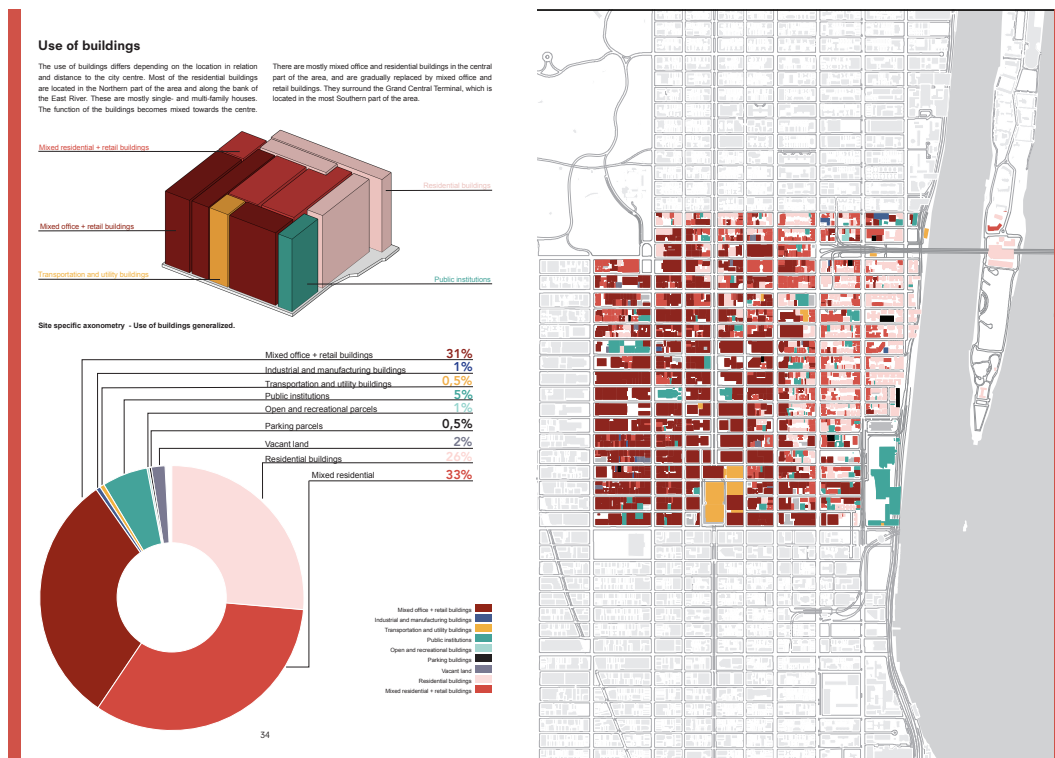 Use of buildings
The use of buildings differs depending on the location in relation
and distance to the city centre. Most of the residential buildings
are located in the Northern part of the area and along the bank of
the East River. These are mostly single- and multi-family houses.
The function of the buildings becomes mixed towards the centre.
There are mostly mixed office and residential buildings in the central
part of the area, and are gradually replaced by mixed office and
retail buildings. They surround the Grand Central Terminal, which is
located in the most Southern part of the area.
Mixed residential + retail buildings
Residential buildings
Mixed office + retail buildings
Transportation and utility buildings
Public institutions
Site specific axonometry - Use of buildings generalized.
Mixed office + retail buildings 31%
Industrial and manufacturing buildings 1%
Transportation and utility buildings 0,5%
Public institutions 5%
Open and recreational parcels 1%
Parking parcels 0,5%
Vacant land 2%
Residential buildings 26%
Mixed residential 33%
Mixed office + retail buildings
Industrial and manufacturing buildings
Transportation and utility buildings
Public institutions
Open and recreational buildings
Parking buildings
Vacant land
Residential buildings
Mixed residential + retail buildings
34